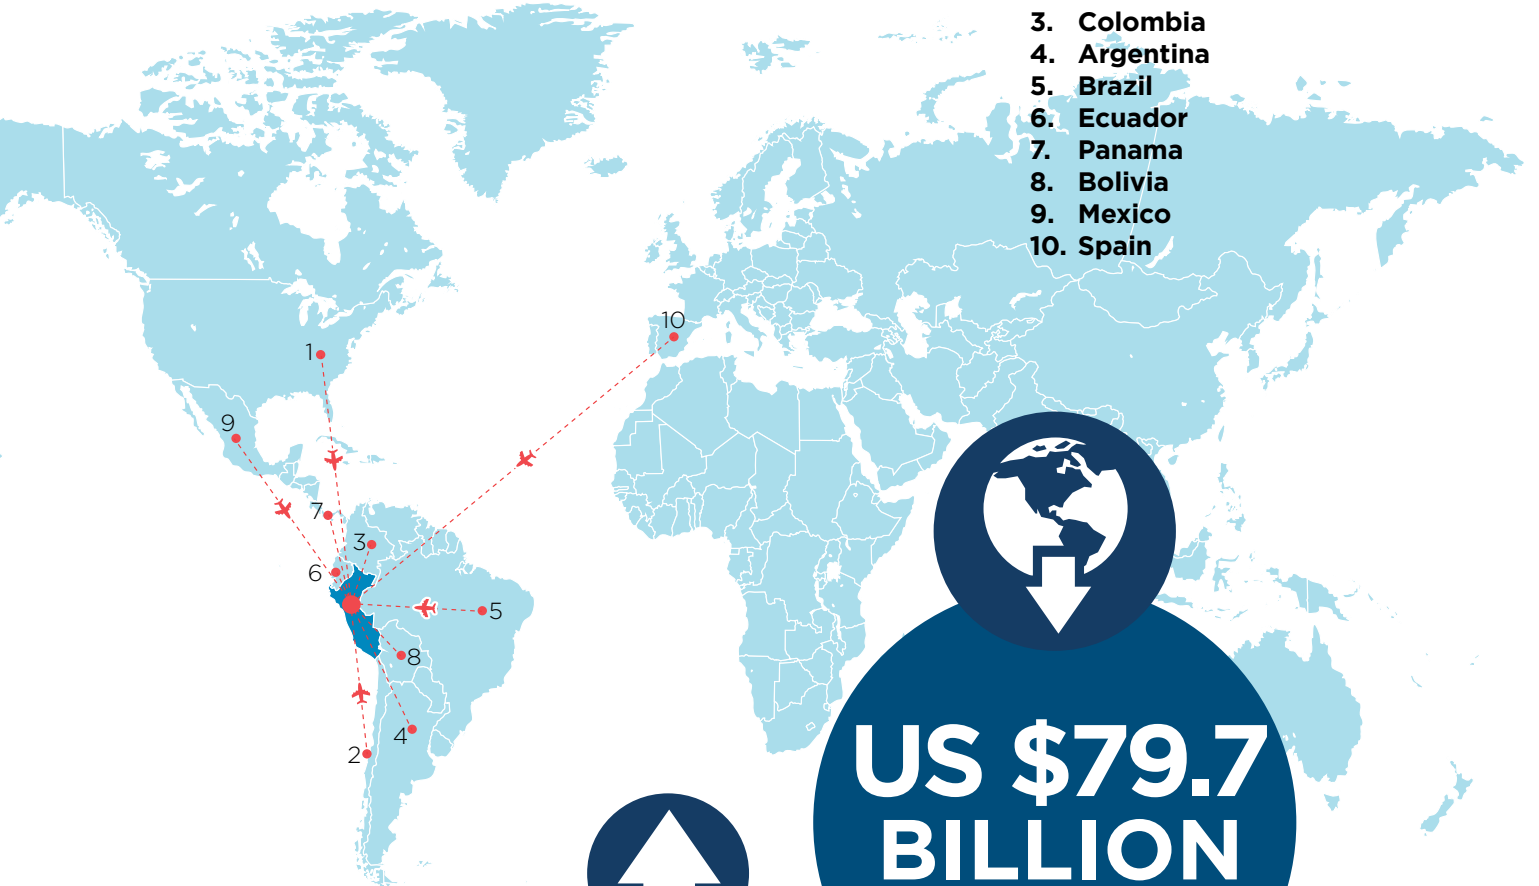 3. Colombia
4. Argentina
5. Brazil
6. Ecuador
7. Panama
8. Bolivia
9. Mexico
10. Spain
10
1
9
7
3
6
5
8
4
2
US $79.7
BILLION